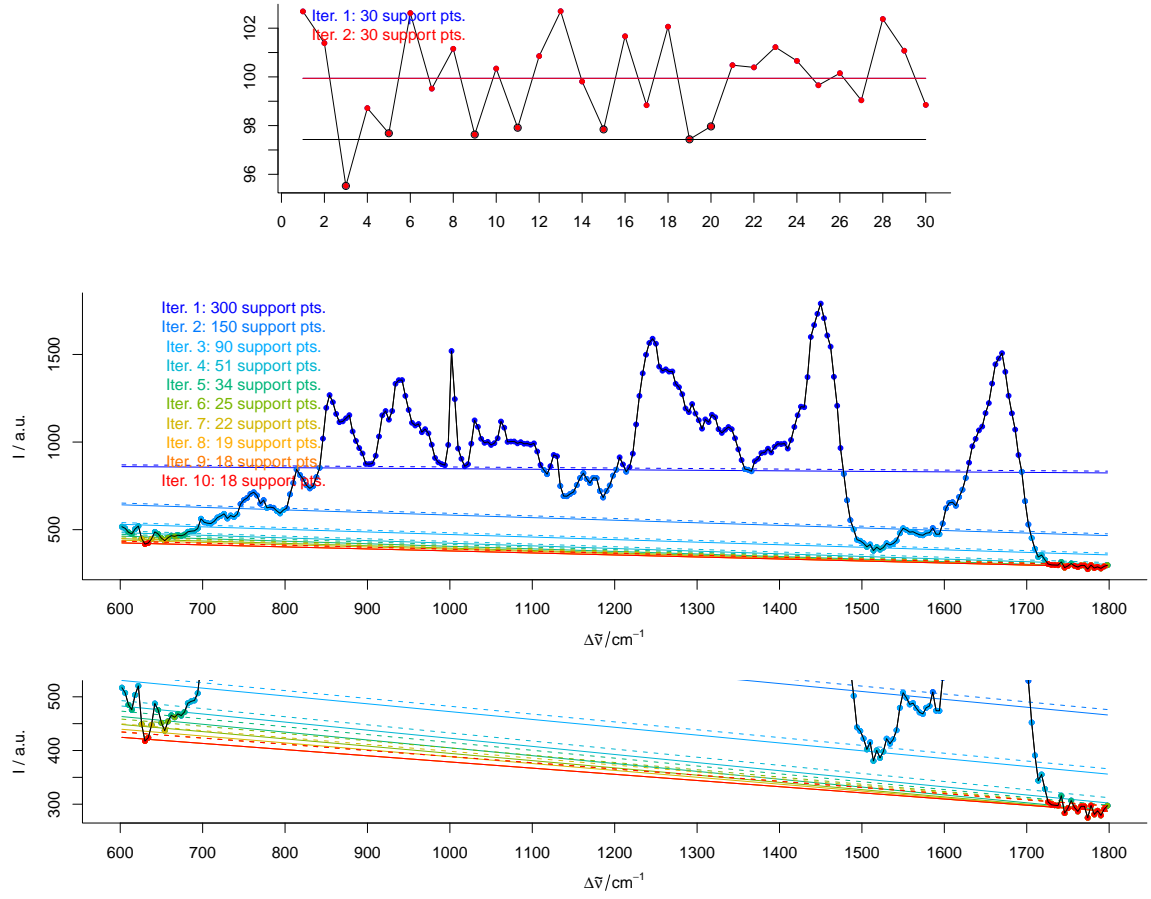 Iter. 1: 30 support pts.
Iter. 2: 30 support pts.
96 98 100 102
0 2 4 6 8 10 12 14 16 18 20 22 24 26 28 30
Iter. 1: 300 support pts.
Iter. 2: 150 support pts.
Iter. 3: 90 support pts.
Iter. 4: 51 support pts.
Iter. 5: 34 support pts.
Iter. 6: 25 support pts.
Iter. 7: 22 support pts.
Iter. 8: 19 support pts.
Iter. 9: 18 support pts.
Iter. 10: 18 support pts.
I / a.u.
500 1000 1500
600 700 800 900 1000 1100 1200 1300 1400 1500 1600 1700 1800
Δν̃/cm⁻¹
I / a.u.
300 400 500
600 700 800 900 1000 1100 1200 1300 1400 1500 1600 1700 1800
Δν̃/cm⁻¹